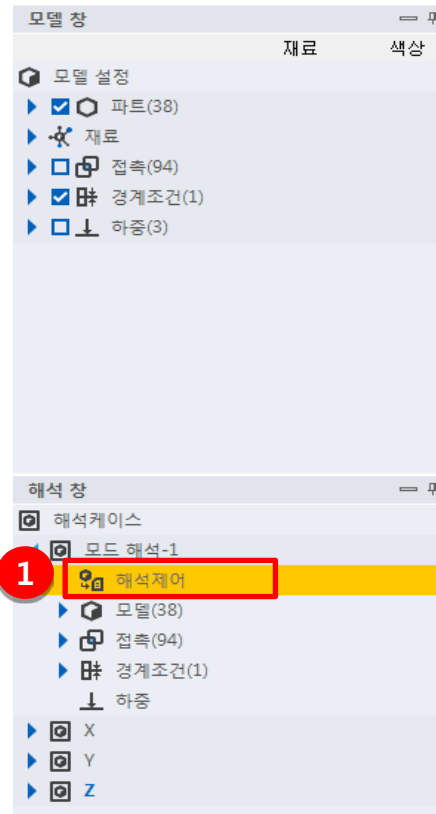 모델 창
재료 색상
모델 설정
파트(38)
재료
접촉(94)
경계조건(1)
하중(3)
해석 창
해석케이스
모드 해석-1
1 해석제어
모델(38)
접촉(94)
경계조건(1)
하중
X
Y
Z